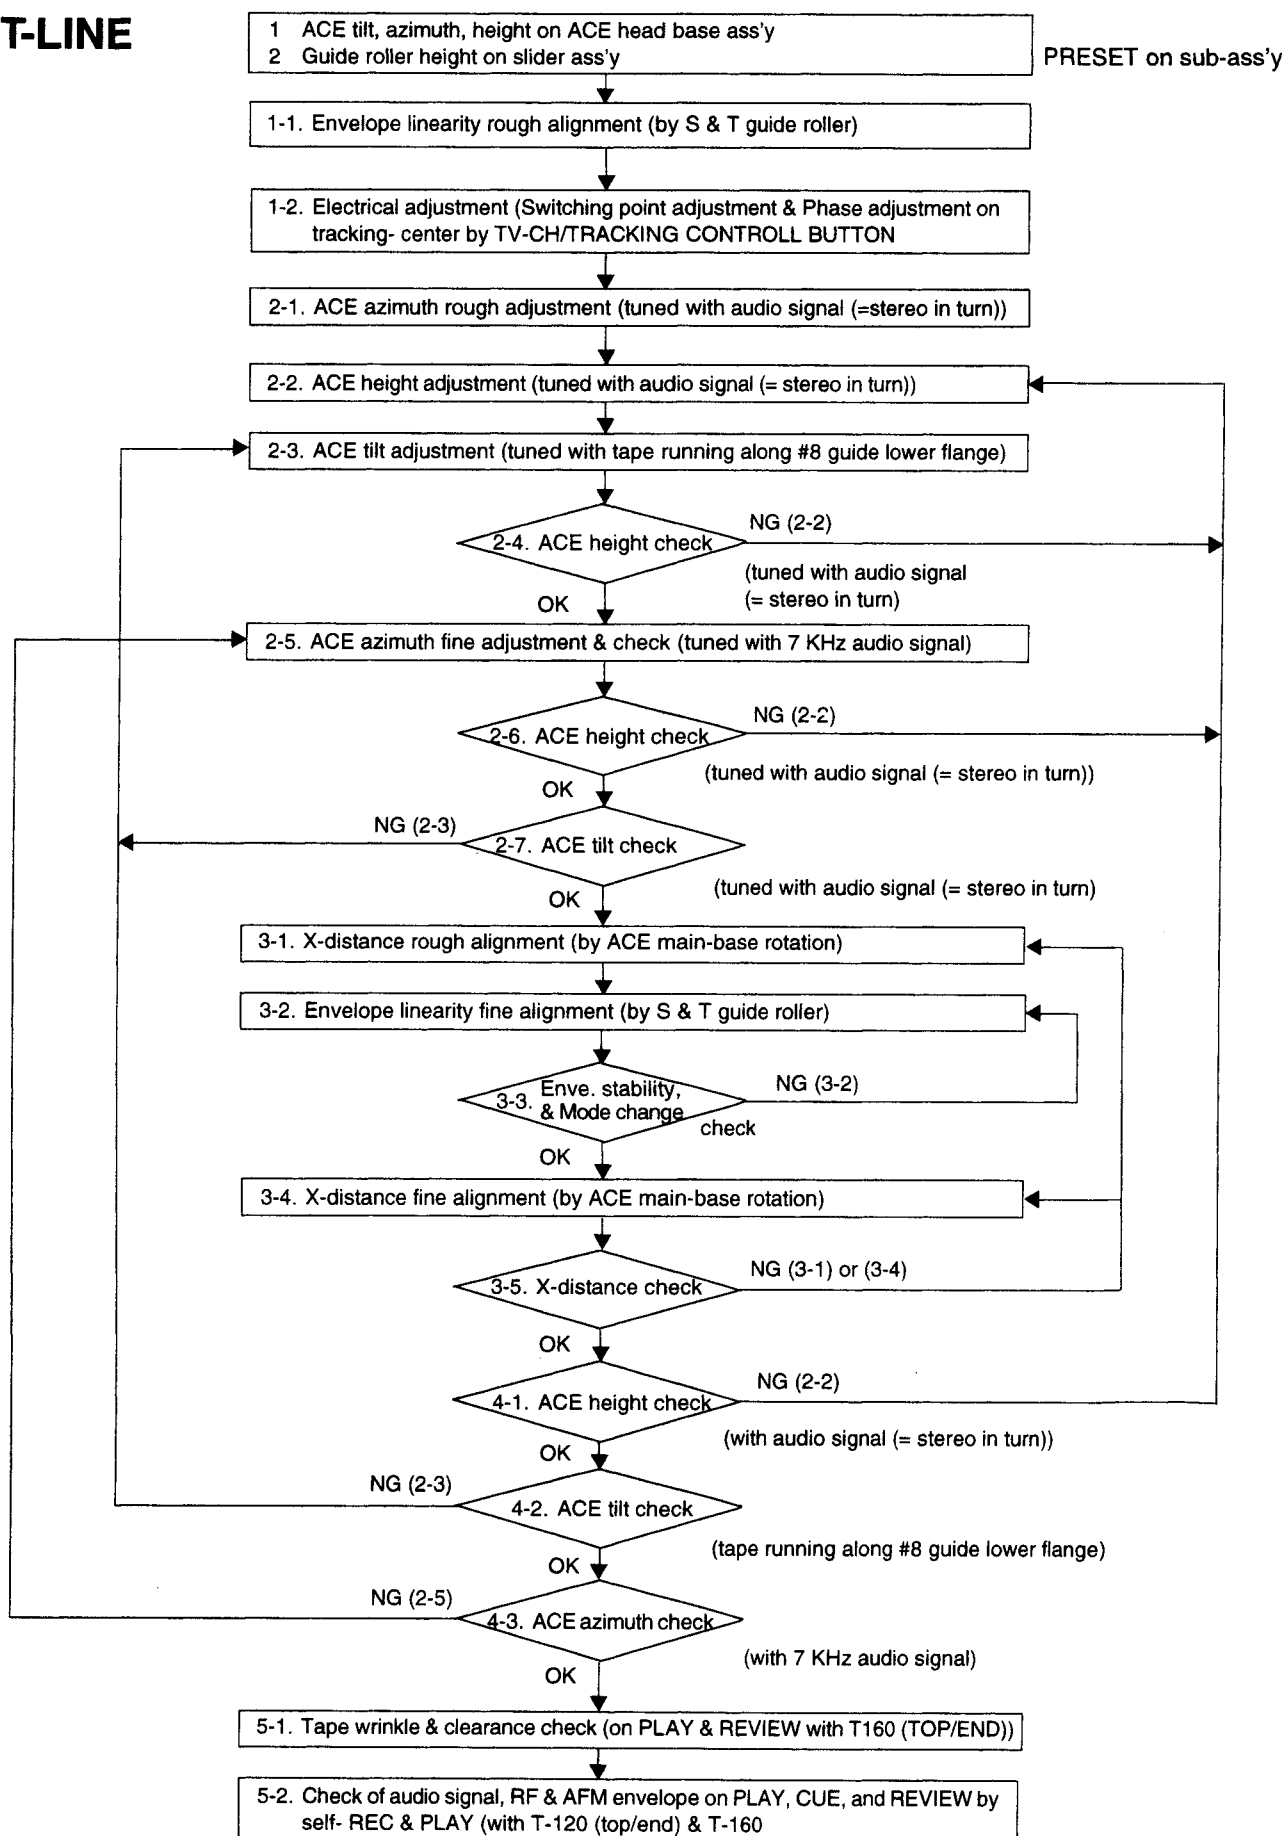 T-LINE
1 ACE tilt, azimuth, height on ACE head base ass'y
2 Guide roller height on slider ass'y
PRESET on sub-ass'y
1-1. Envelope linearity rough alignment (by S & T guide roller)
1-2. Electrical adjustment (Switching point adjustment & Phase adjustment on
tracking- center by TV-CH/TRACKING CONTROLL BUTTON
2-1. ACE azimuth rough adjustment (tuned with audio signal (=stereo in turn))
2-2. ACE height adjustment (tuned with audio signal (= stereo in turn))
2-3. ACE tilt adjustment (tuned with tape running along #8 guide lower flange)
NG (2-2)
2-4. ACE height check
(tuned with audio signal
(= stereo in turn)
OK
2-5. ACE azimuth fine adjustment & check (tuned with 7 KHz audio signal)
NG (2-2)
2-6. ACE height check
(tuned with audio signal (= stereo in turn))
OK
NG (2-3)
2-7. ACE tilt check
(tuned with audio signal (= stereo in turn)
OK
3-1. X-distance rough alignment (by ACE main-base rotation)
3-2. Envelope linearity fine alignment (by S & T guide roller)
NG (3-2)
3-3. Enve. stability,
& Mode change
check
OK
3-4. X-distance fine alignment (by ACE main-base rotation)
NG (3-1) or (3-4)
3-5. X-distance check
OK
NG (2-2)
4-1. ACE height check
(with audio signal (= stereo in turn))
OK
NG (2-3)
4-2. ACE tilt check
(tape running along #8 guide lower flange)
OK
NG (2-5)
4-3. ACE azimuth check
(with 7 KHz audio signal)
OK
5-1. Tape wrinkle & clearance check (on PLAY & REVIEW with T160 (TOP/END))
5-2. Check of audio signal, RF & AFM envelope on PLAY, CUE, and REVIEW by
self- REC & PLAY (with T-120 (top/end) & T-160